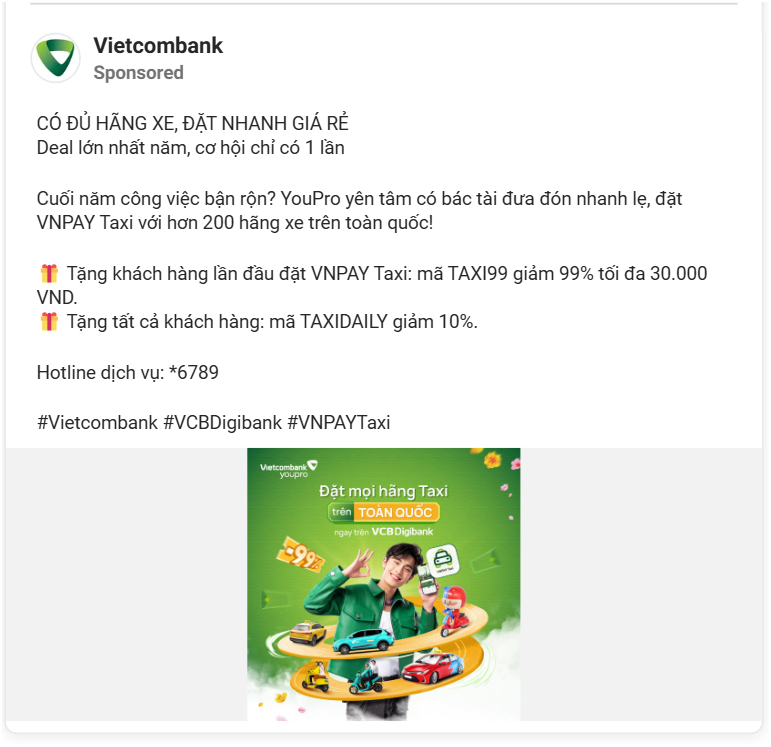 Vietcombank
Sponsored
CÓ ĐỦ HÃNG XE, ĐẶT NHANH GIÁ RẺ
Deal lớn nhất năm, cơ hội chỉ có 1 lần
Cuối năm công việc bận rộn? YouPro yên tâm có bác tài đưa đón nhanh lẹ, đặt
VNPAY Taxi với hơn 200 hãng xe trên toàn quốc!
🎁 Tặng khách hàng lần đầu đặt VNPAY Taxi: mã TAXI99 giảm 99% tối đa 30.000
VND.
🎁 Tặng tất cả khách hàng: mã TAXIDAILY giảm 10%.
Hotline dịch vụ: *6789
#Vietcombank #VCBDigibank #VNPAYTaxi
Vietcombank
youpro
Đặt mọi hãng Taxi
trên TOÀN QUỐC
ngay trên VCB Digibank
-99%